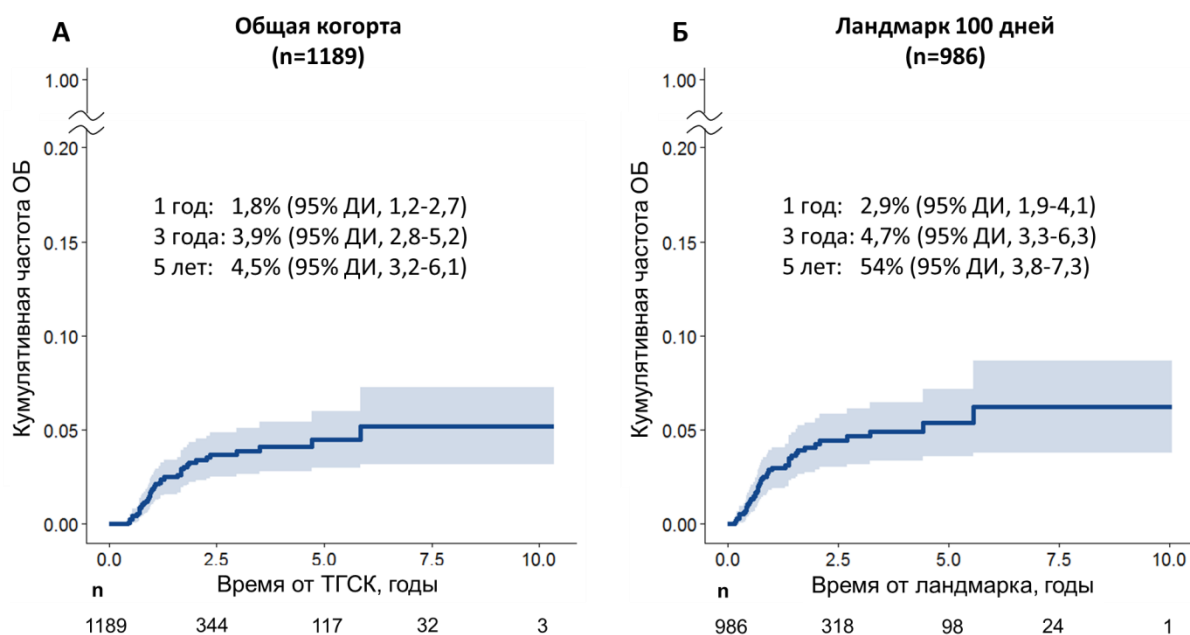 А
Общая когорта
(n=1189)
1.00
0.20
0.15
0.10
0.05
0.00
Кумулятивная частота ОБ
1 год: 1,8% (95% ДИ, 1,2-2,7)
3 года: 3,9% (95% ДИ, 2,8-5,2)
5 лет: 4,5% (95% ДИ, 3,2-6,1)
0.0 2.5 5.0 7.5 10.0
Время от ТГСК, годы
n
1189 344 117 32 3
Б
Ландмарк 100 дней
(n=986)
1.00
0.20
0.15
0.10
0.05
0.00
Кумулятивная частота ОБ
1 год: 2,9% (95% ДИ, 1,9-4,1)
3 года: 4,7% (95% ДИ, 3,3-6,3)
5 лет: 54% (95% ДИ, 3,8-7,3)
0.0 2.5 5.0 7.5 10.0
Время от ландмарка, годы
n
986 318 98 24 1